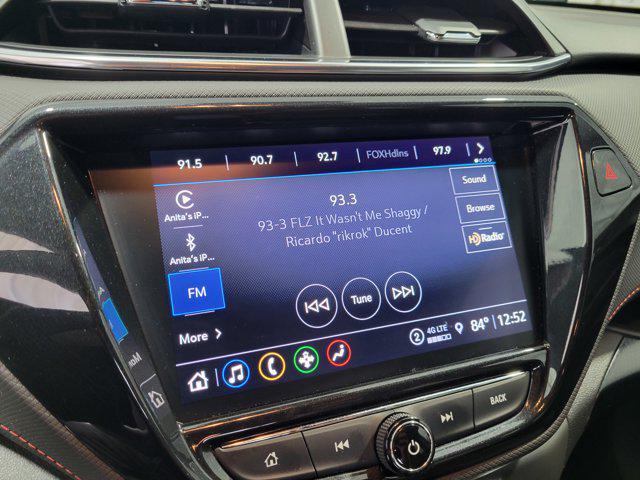 91.5 90.7 92.7 FOXHdlns 97.9
93.3
93-3 FLZ It Wasn't Me Shaggy /
Ricardo "rikrok" Ducent
Anita's iP...
Anita's iP...
FM
More
Sound
Browse
HD Radio
Tune
2 4G LTE 84° 12:52
BACK